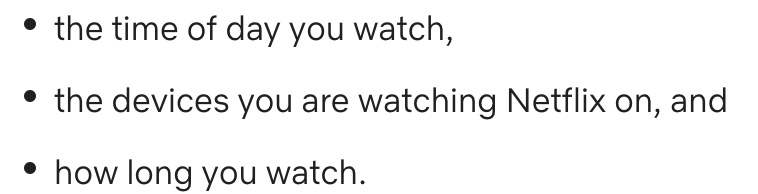 • the time of day you watch,
• the devices you are watching Netflix on, and
• how long you watch.